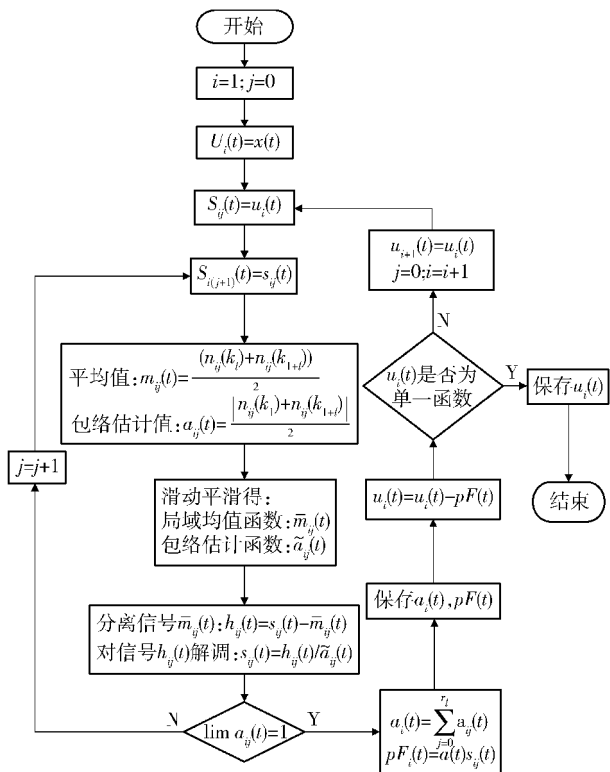 开始
i=1; j=0
U_i(t)=x(t)
S_ij(t)=u_i(t)
S_i(j+1)(t)=s_ij(t)
平均值:m_ij(t)=(n_ij(k_l)+n_ij(k_1+l))/2
包络估计值:a_ij(t)=|n_ij(k_1)+n_ij(k_1+l)|/2
滑动平滑得:
局域均值函数:m̄_ij(t)
包络估计函数:ã_ij(t)
分离信号m̄_ij(t):h_ij(t)=s_ij(t)-m̄_ij(t)
对信号h_ij(t)解调:s_ij(t)=h_ij(t)/ã_ij(t)
lim a_ij(t)=1
N
j=j+1
Y
a_i(t)=∑_{j=0}^{r_l} a_ij(t)
pF_i(t)=a(t)s_ij(t)
保存a_i(t),pF(t)
u_i(t)=u_i(t)-pF(t)
u_i(t)是否为
单一函数
N
u_i+1(t)=u_i(t)
j=0;i=i+1
Y
保存u_i(t)
结束